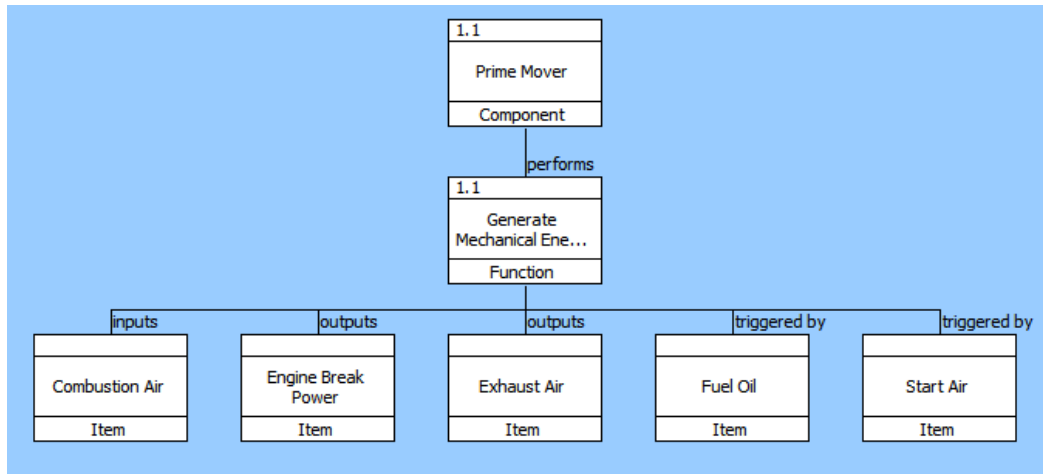 1.1
Prime Mover
Component
performs
1.1
Generate
Mechanical Ene...
Function
inputs
outputs
outputs
triggered by
triggered by
Combustion Air
Engine Break
Power
Exhaust Air
Fuel Oil
Start Air
Item
Item
Item
Item
Item